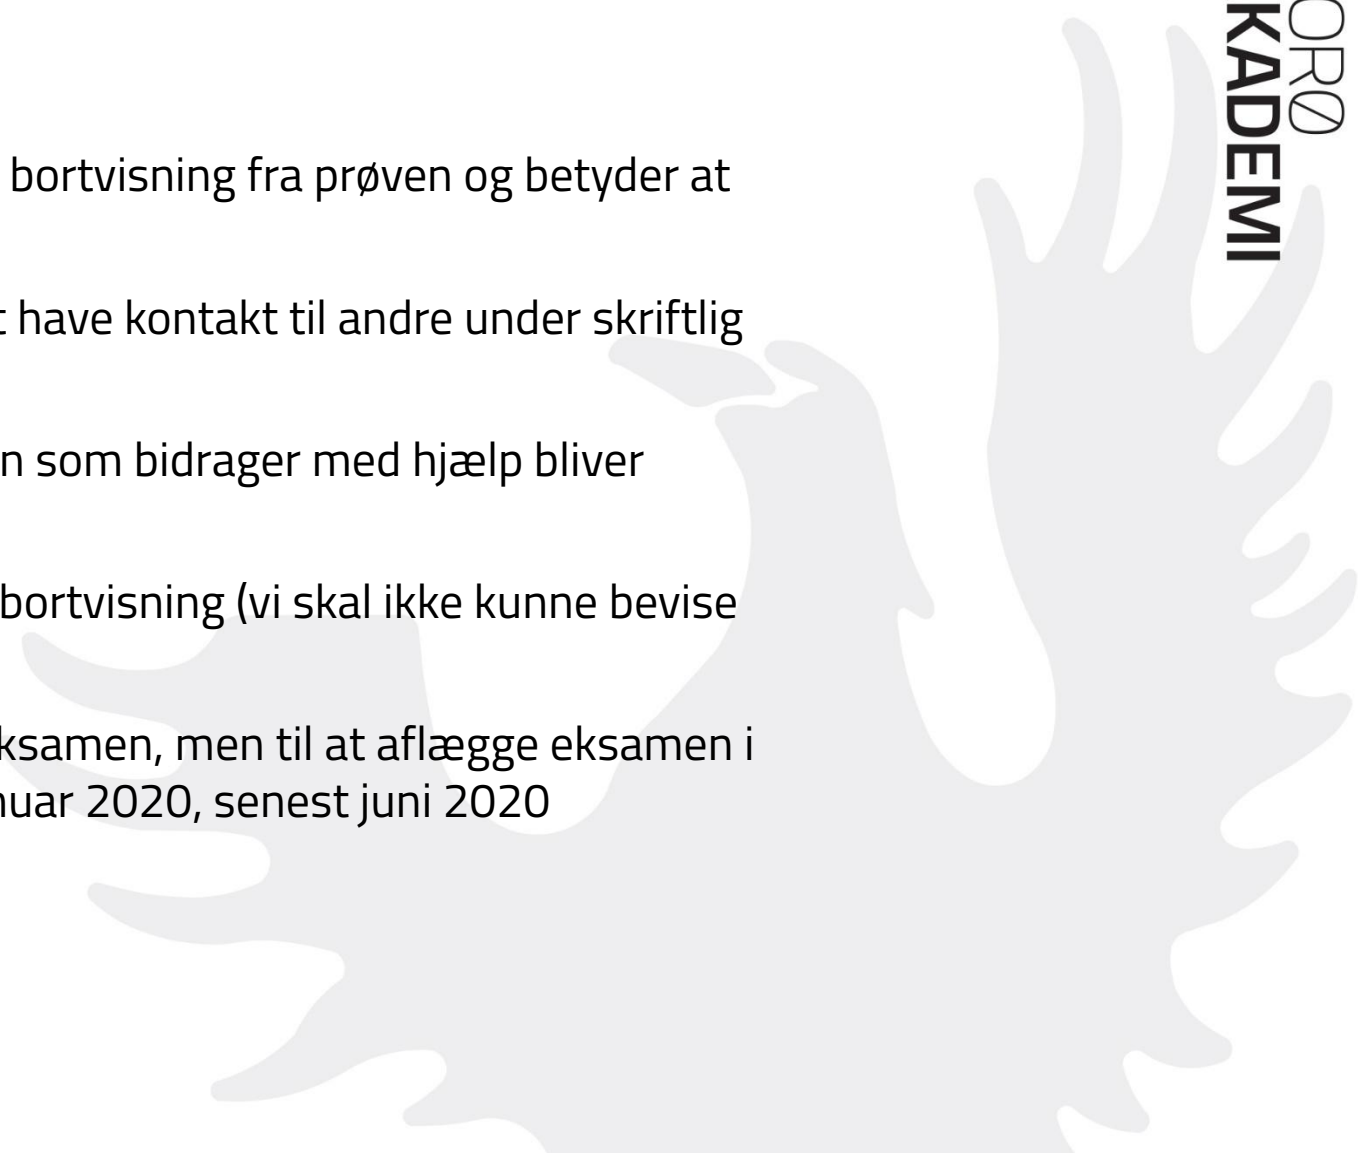 ORØ
KADEMI
bortvisning fra prøven og betyder at
have kontakt til andre under skriftlig
som bidrager med hjælp bliver
bortvisning (vi skal ikke kunne bevise
ksamen, men til at aflægge eksamen i
nuar 2020, senest juni 2020